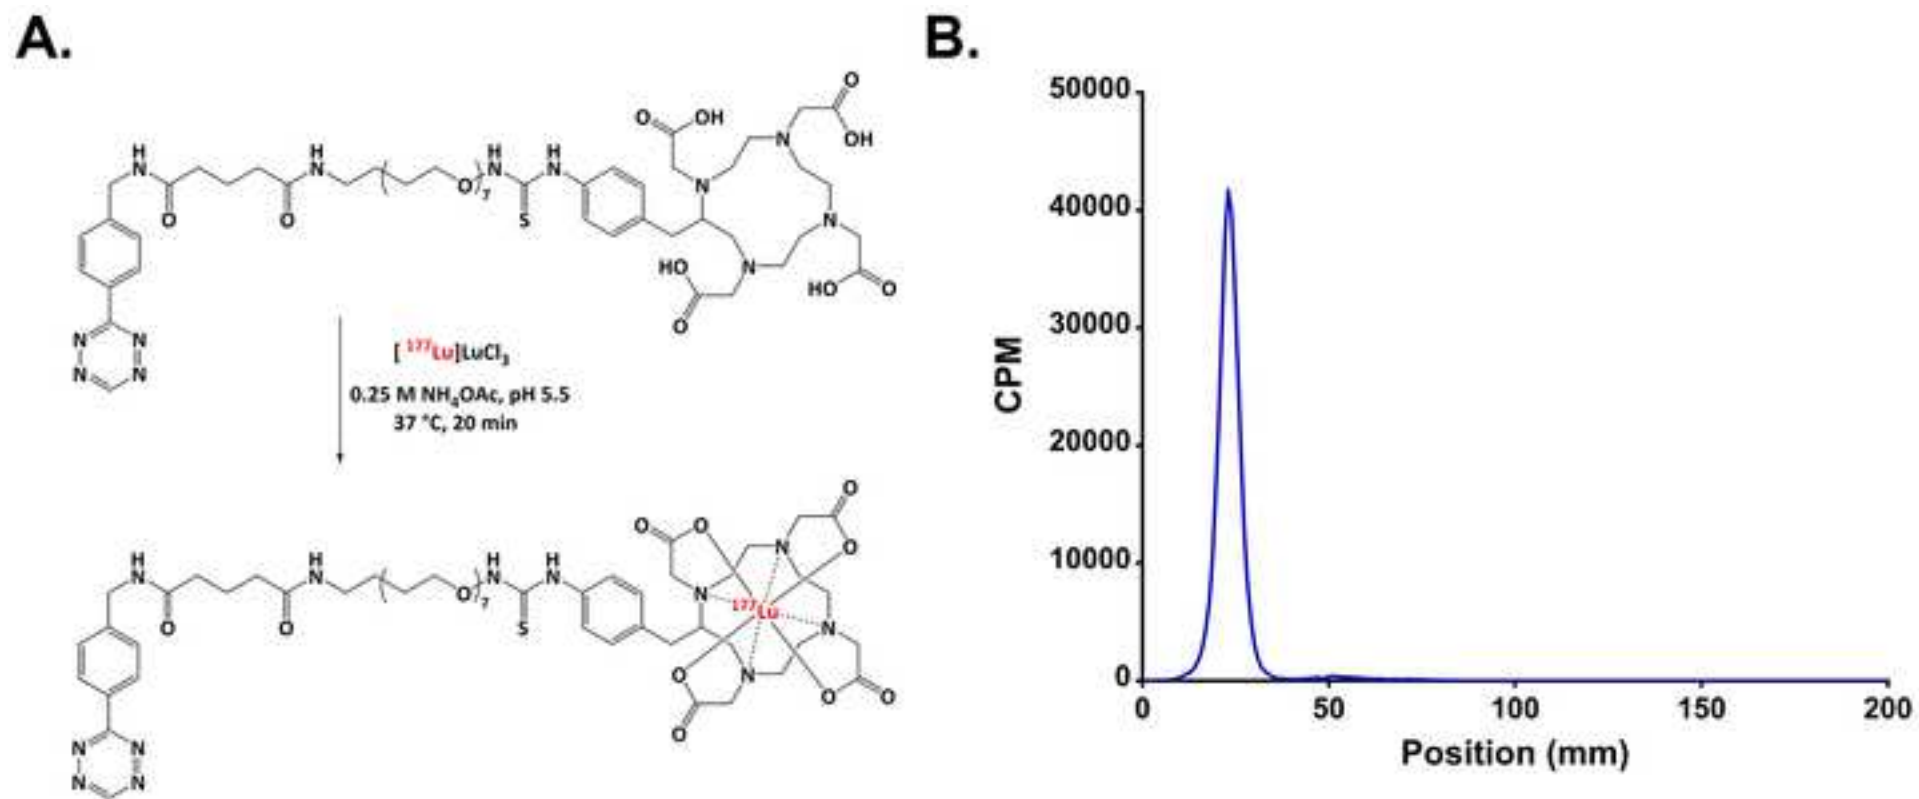 A.
H
N
O
O
H
N
O
7
H
N
S
H
N
O
OH
N
N
O
OH
N
N
HO
O
HO
O
N
N
N
N
[ ¹⁷⁷Lu]LuCl₃
0.25 M NH₄OAc, pH 5.5
37 °C, 20 min
H
N
O
O
H
N
O
7
H
N
S
H
N
O
O
N
N
O
O
¹⁷⁷Lu
N
N
O
O
O
O
N
N
N
N
B.
50000
40000
30000
20000
10000
0
CPM
0 50 100 150 200
Position (mm)